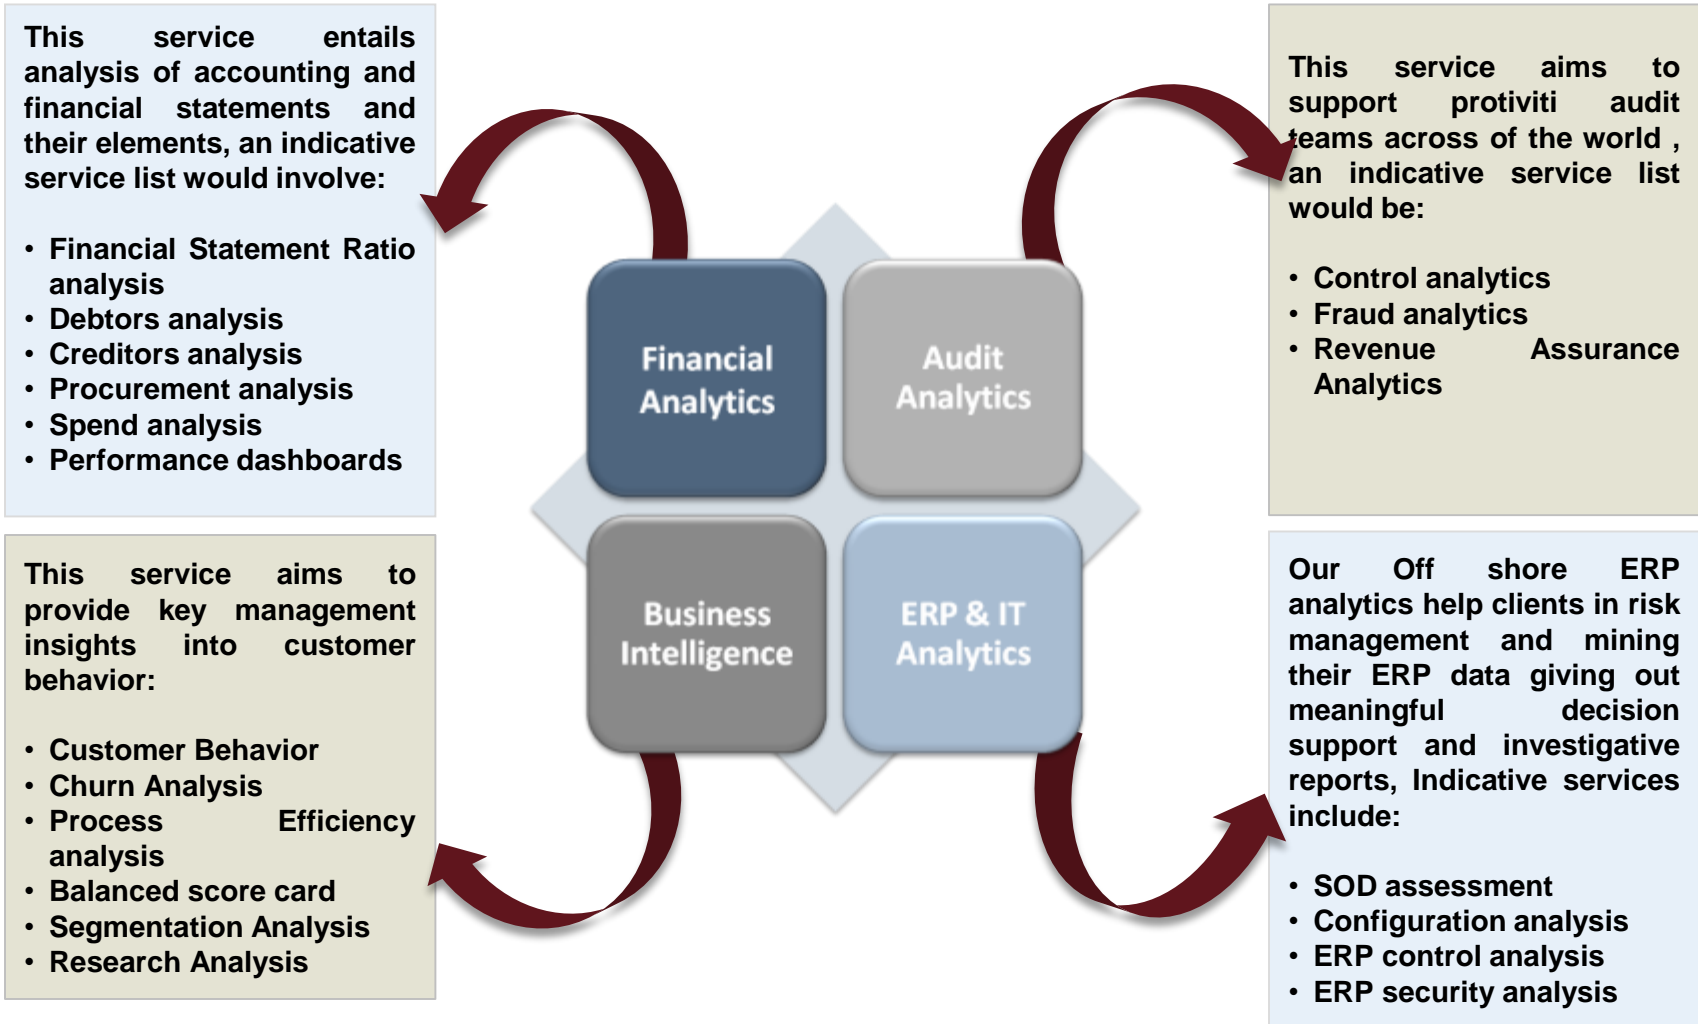 This service entails
analysis of accounting and
financial statements and
their elements, an indicative
service list would involve:
• Financial Statement Ratio
analysis
• Debtors analysis
• Creditors analysis
• Procurement analysis
• Spend analysis
• Performance dashboards
This service aims to
support protiviti audit
teams across of the world ,
an indicative service list
would be:
• Control analytics
• Fraud analytics
• Revenue Assurance
Analytics
Financial
Analytics
Audit
Analytics
Business
Intelligence
ERP & IT
Analytics
This service aims to
provide key management
insights into customer
behavior:
• Customer Behavior
• Churn Analysis
• Process Efficiency
analysis
• Balanced score card
• Segmentation Analysis
• Research Analysis
Our Off shore ERP
analytics help clients in risk
management and mining
their ERP data giving out
meaningful decision
support and investigative
reports, Indicative services
include:
• SOD assessment
• Configuration analysis
• ERP control analysis
• ERP security analysis